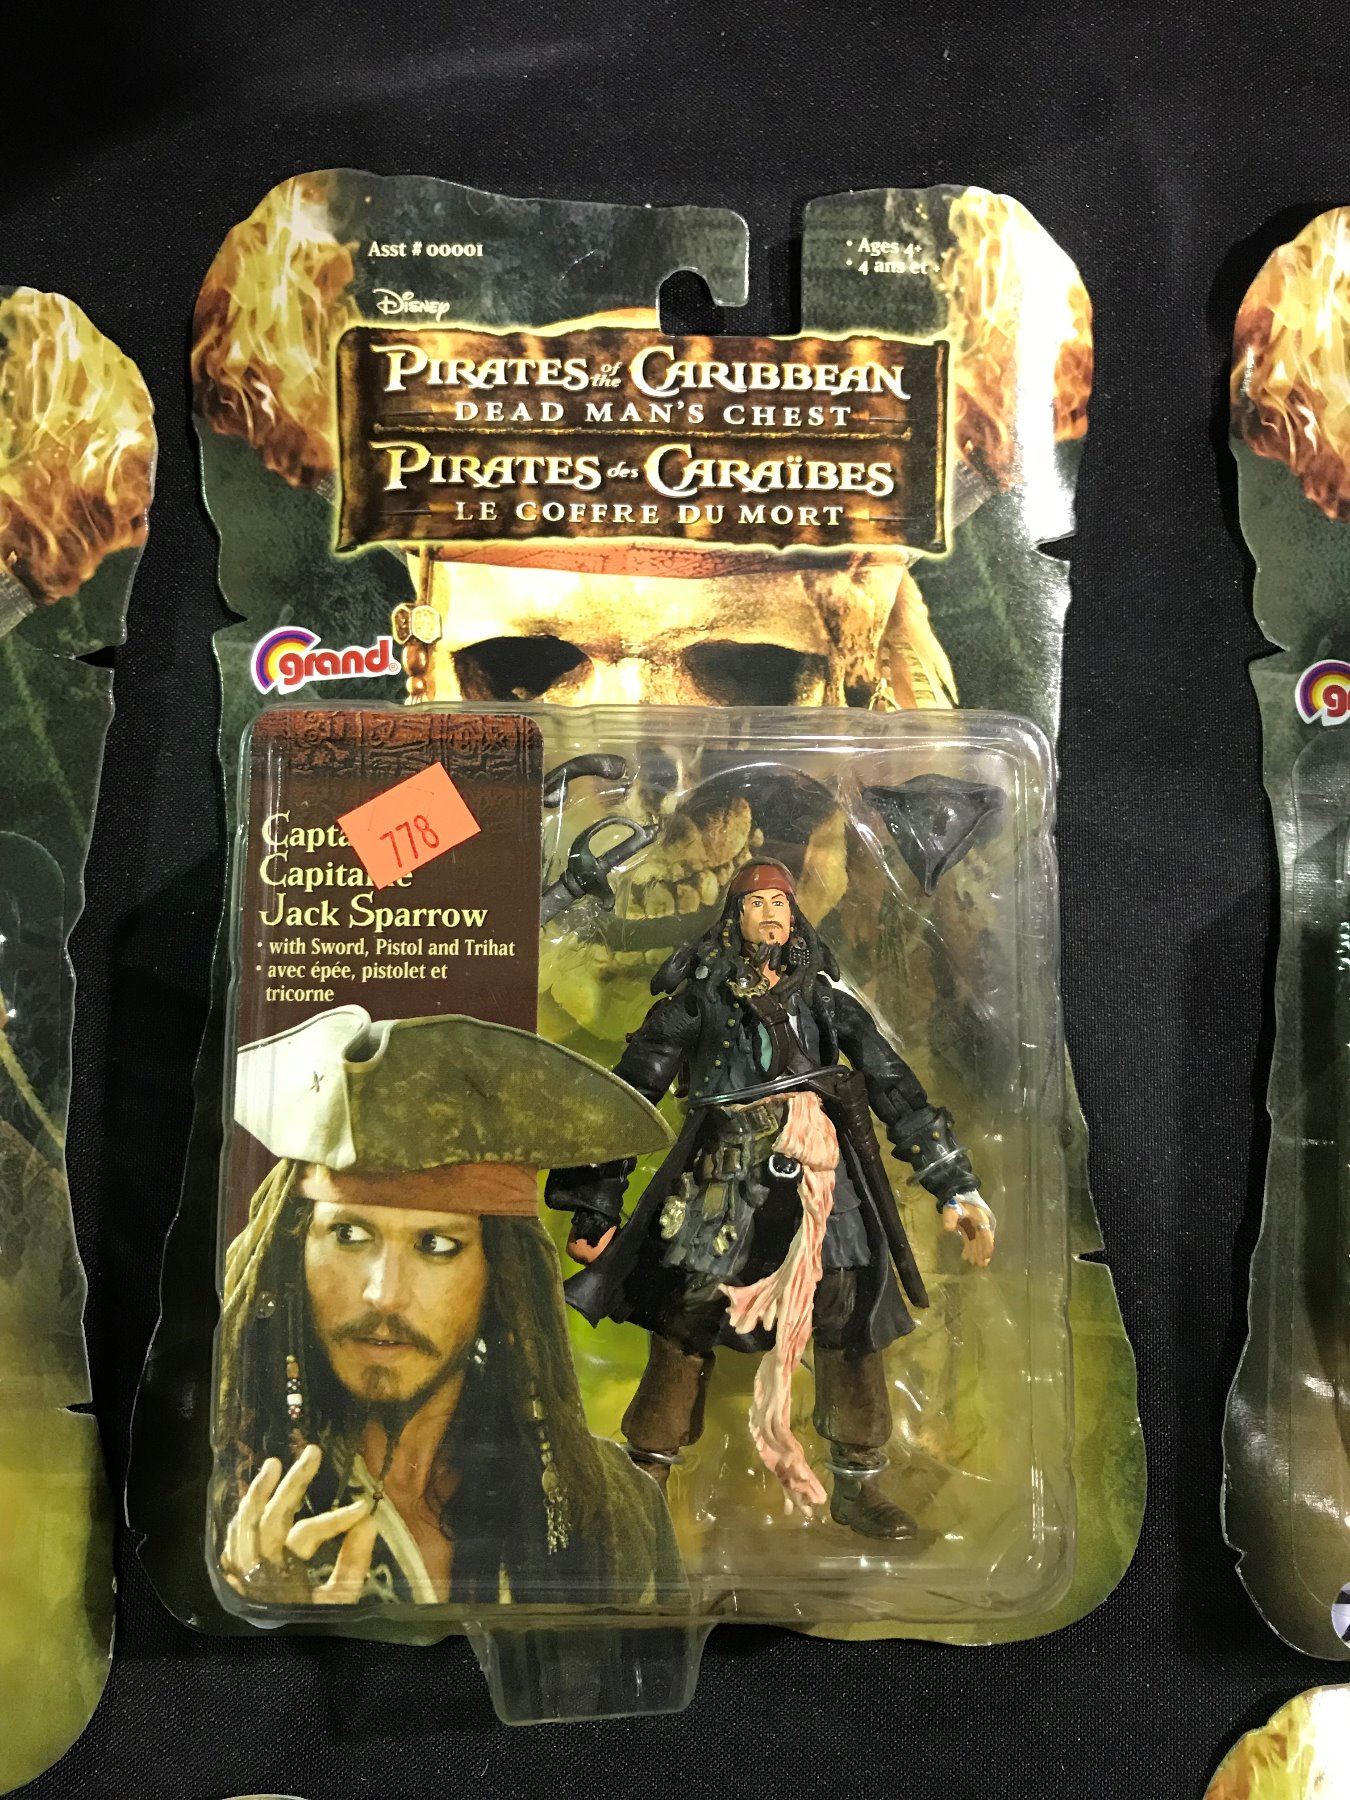 Asst # 00001
• Ages 4+
• 4 ans et +
Disney
PIRATES of the CARIBBEAN
DEAD MAN'S CHEST
PIRATES des CARAÏBES
LE COFFRE DU MORT
grand®
778
Jack Sparrow
• with Sword, Pistol and Trihat
• avec épée, pistolet et
tricorne